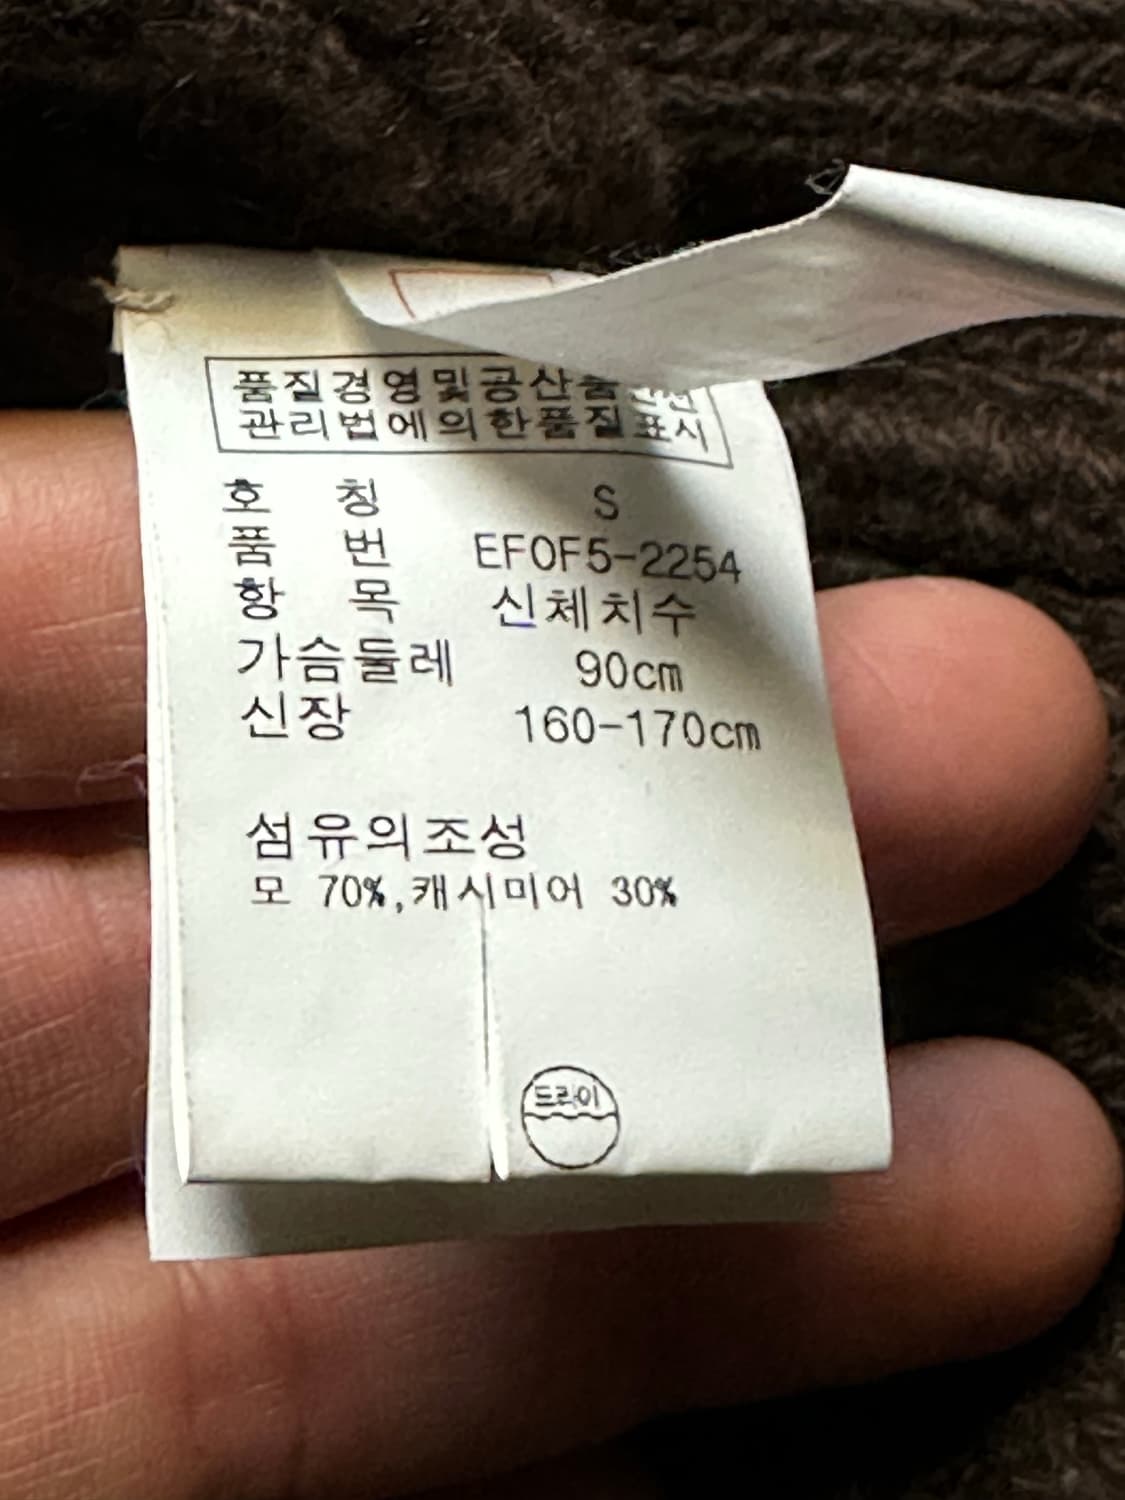 품질경영및공산품안전
관리법에의한품질표시
호 칭 S
품 번 EFOF5-2254
항 목 신체치수
가슴둘레 90cm
신장 160-170cm
섬유의조성
모 70%,캐시미어 30%
드라이